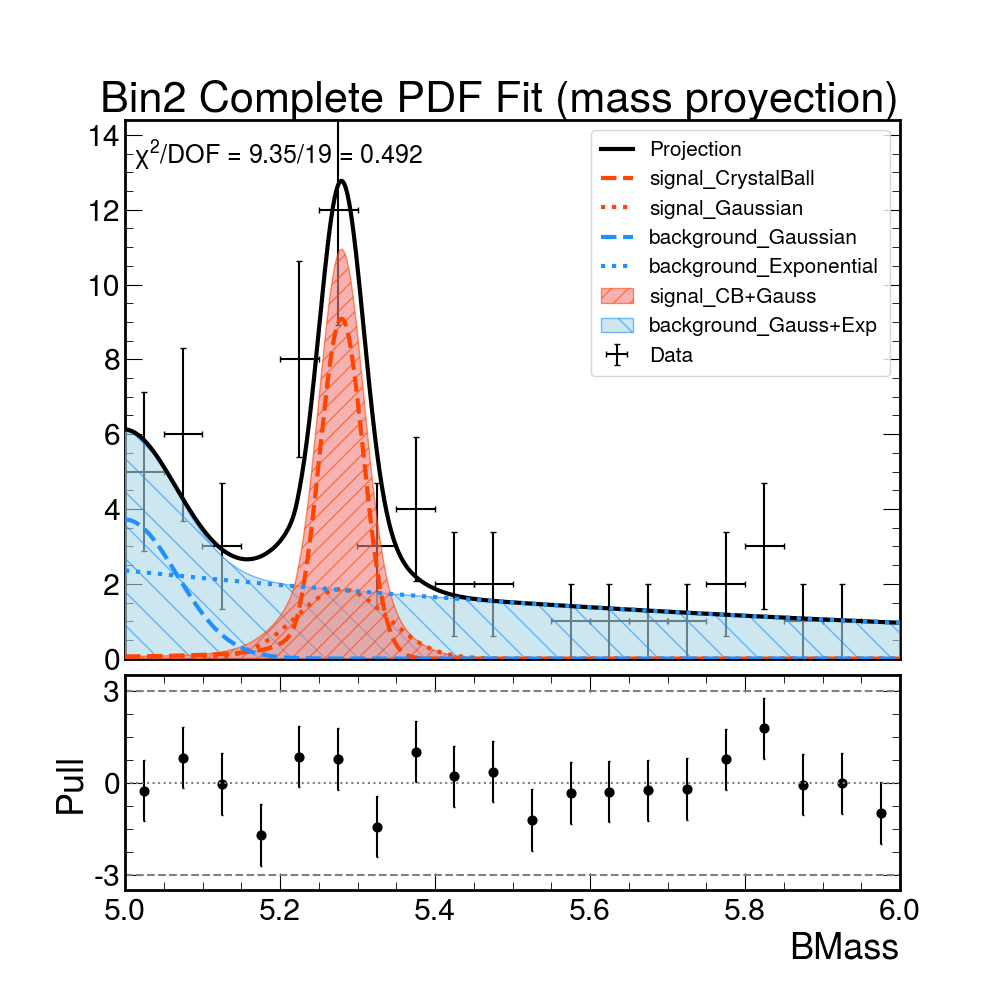 Bin2 Complete PDF Fit (mass proyection)
χ²/DOF = 9.35/19 = 0.492
Projection
signal_CrystalBall
signal_Gaussian
background_Gaussian
background_Exponential
signal_CB+Gauss
background_Gauss+Exp
Data
14
12
10
8
6
4
2
0
3
0
-3
Pull
5.0 5.2 5.4 5.6 5.8 6.0
BMass